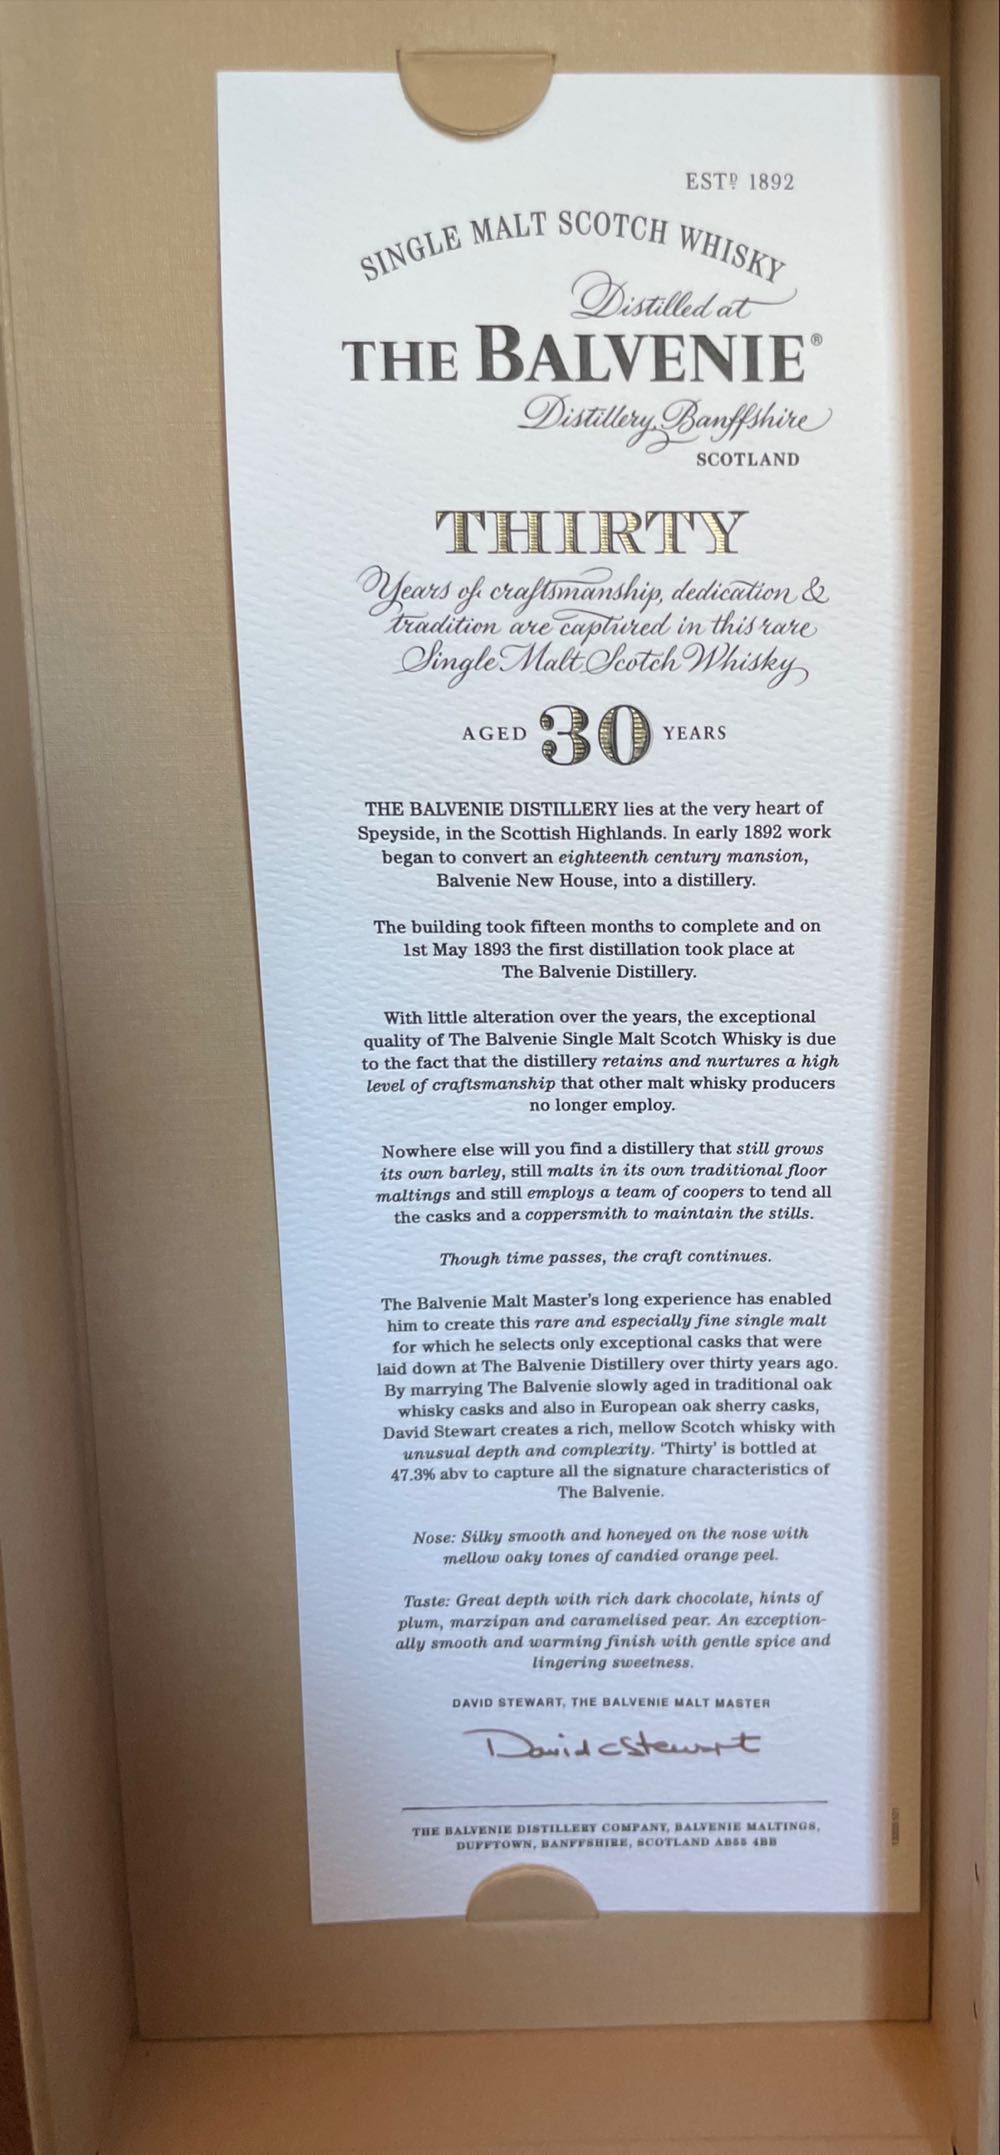 ESTD 1892
SINGLE MALT SCOTCH WHISKY
Distilled at
THE BALVENIE®
Distillery, Banffshire
SCOTLAND
THIRTY
Years of craftsmanship, dedication &
tradition are captured in this rare
Single Malt Scotch Whisky
AGED 30 YEARS
THE BALVENIE DISTILLERY lies at the very heart of
Speyside, in the Scottish Highlands. In early 1892 work
began to convert an eighteenth century mansion,
Balvenie New House, into a distillery.
The building took fifteen months to complete and on
1st May 1893 the first distillation took place at
The Balvenie Distillery.
With little alteration over the years, the exceptional
quality of The Balvenie Single Malt Scotch Whisky is due
to the fact that the distillery retains and nurtures a high
level of craftsmanship that other malt whisky producers
no longer employ.
Nowhere else will you find a distillery that still grows
its own barley, still malts in its own traditional floor
maltings and still employs a team of coopers to tend all
the casks and a coppersmith to maintain the stills.
Though time passes, the craft continues.
The Balvenie Malt Master's long experience has enabled
him to create this rare and especially fine single malt
for which he selects only exceptional casks that were
laid down at The Balvenie Distillery over thirty years ago.
By marrying The Balvenie slowly aged in traditional oak
whisky casks and also in European oak sherry casks,
David Stewart creates a rich, mellow Scotch whisky with
unusual depth and complexity. 'Thirty' is bottled at
47.3% abv to capture all the signature characteristics of
The Balvenie.
Nose: Silky smooth and honeyed on the nose with
mellow oaky tones of candied orange peel.
Taste: Great depth with rich dark chocolate, hints of
plum, marzipan and caramelised pear. An exception-
ally smooth and warming finish with gentle spice and
lingering sweetness.
DAVID STEWART, THE BALVENIE MALT MASTER
David C Stewart
THE BALVENIE DISTILLERY COMPANY, BALVENIE MALTINGS,
DUFFTOWN, BANFFSHIRE, SCOTLAND AB55 4BB